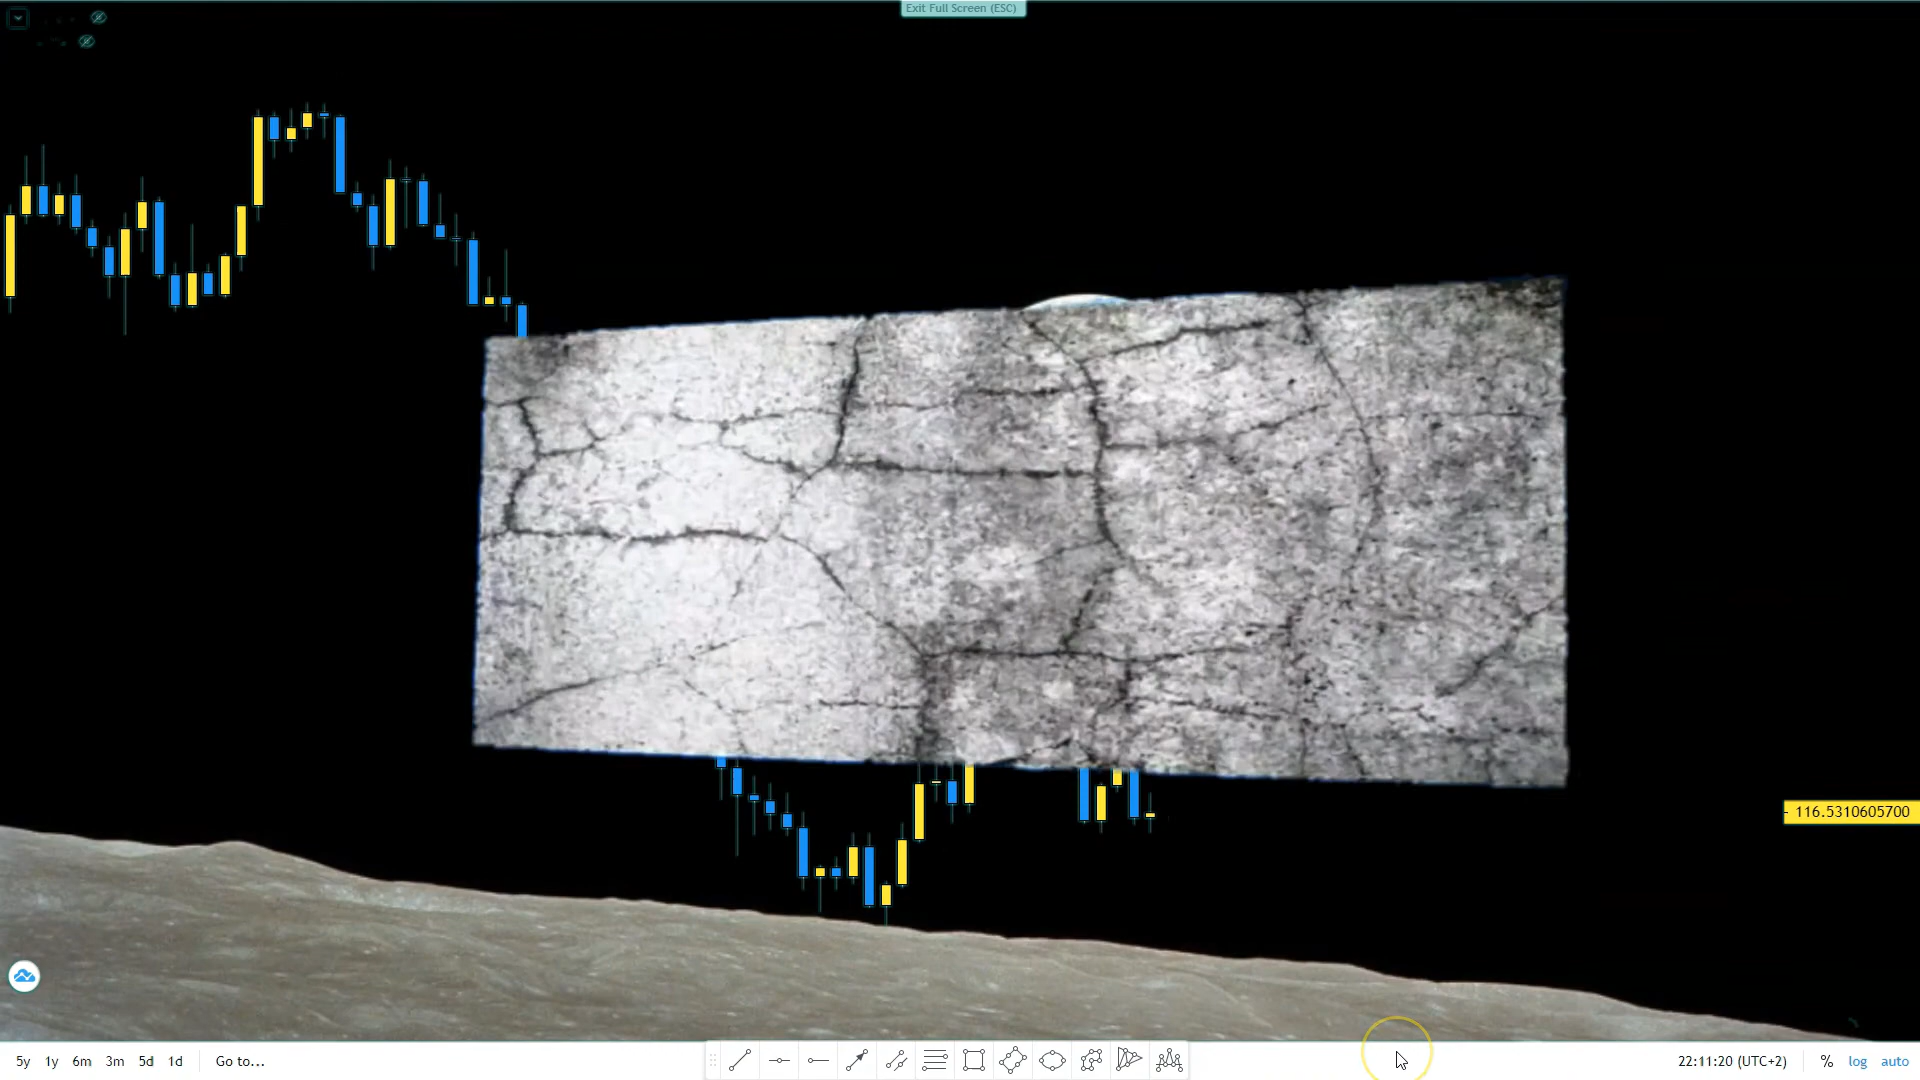 Exit Full Screen (ESC)
116.5310605700
5y 1y 6m 3m 5d 1d Go to... 22:11:20 (UTC+2) % log auto